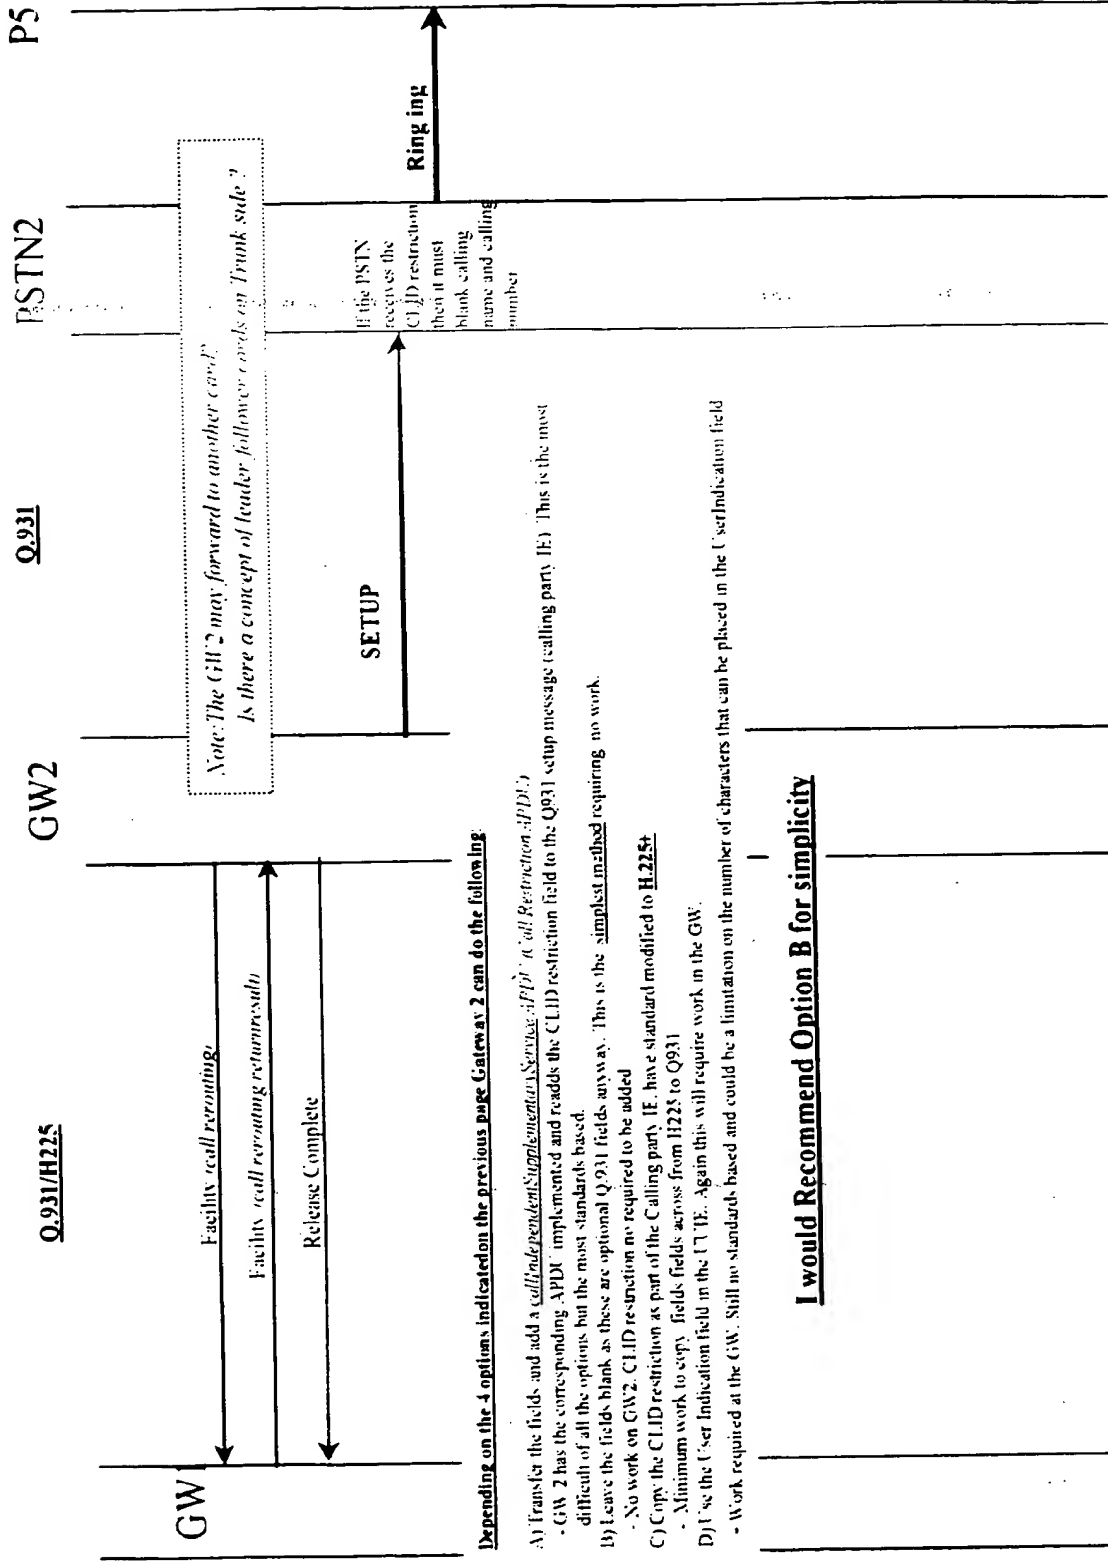 Q.931/H225
Q.931
GW
GW2
PSTN2
P5
Note:The GW2 may forward to another card?
Is there a concept of leader follower cards on Trunk side ?
Facility (call rerouting)
Facility (call rerouting returnresult)
Release Complete
SETUP
If the PSTN
receives the
CLID restriction
then it must
blank calling
name and calling
number
Ring ing
Depending on the 4 options indicatedon the previous page Gateway 2 can do the following:
A) Transfer the fields and add a callIndependentSupplementaryService APDU (Call Restriction APDU)
- GW 2 has the corresponding APDU implemented and readds the CLID restriction field to the Q931 setup message (calling party IE) This is the most
difficult of all the options but the most standards based.
B) Leave the fields blank as these are optional Q.931 fields anyway. This is the simplest method requiring no work.
- No work on GW2. CLID restriction no required to be added
C) Copy the CLID restriction as part of the Calling party IE, have standard modified to H.225+
- Minimum work to copy fields fields across from H225 to Q931
D) Use the User Indication field in the UUIE. Again this will require work in the GW.
- Work required at the GW. Still no standards based and could be a limitation on the number of characters that can be placed in the UserIndication field
I would Recommend Option B for simplicity